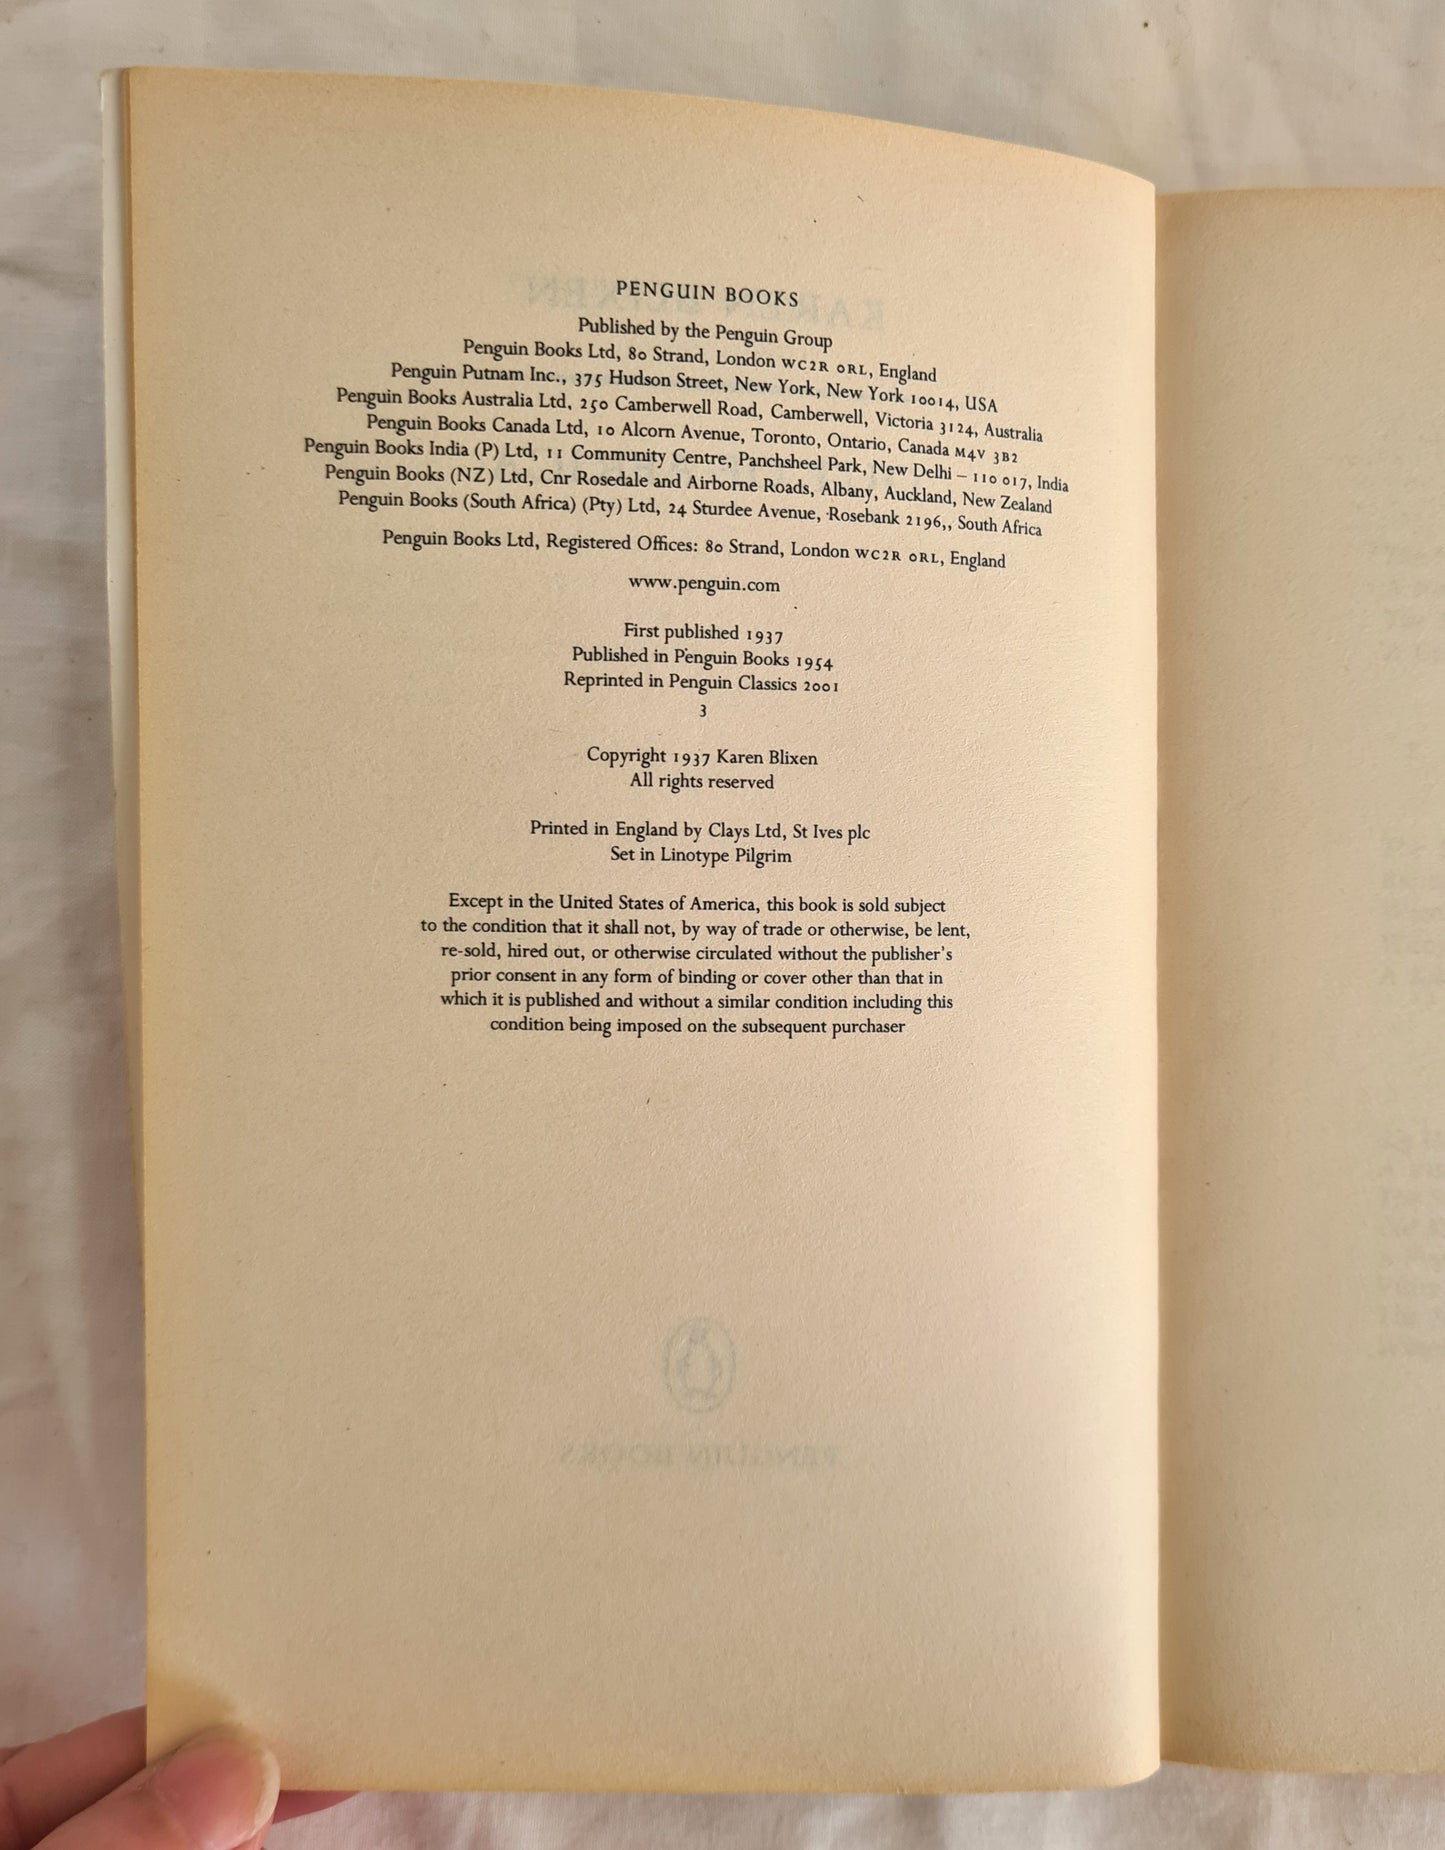 PENGUIN BOOKS
Published by the Penguin Group
Penguin Books Ltd, 80 Strand, London WC2R 0RL, England
Penguin Putnam Inc., 375 Hudson Street, New York, New York 10014, USA
Penguin Books Australia Ltd, 250 Camberwell Road, Camberwell, Victoria 3124, Australia
Penguin Books Canada Ltd, 10 Alcorn Avenue, Toronto, Ontario, Canada M4V 3B2
Penguin Books India (P) Ltd, 11 Community Centre, Panchsheel Park, New Delhi – 110 017, India
Penguin Books (NZ) Ltd, Cnr Rosedale and Airborne Roads, Albany, Auckland, New Zealand
Penguin Books (South Africa) (Pty) Ltd, 24 Sturdee Avenue, Rosebank 2196,, South Africa
Penguin Books Ltd, Registered Offices: 80 Strand, London WC2R 0RL, England
www.penguin.com
First published 1937
Published in Penguin Books 1954
Reprinted in Penguin Classics 2001
3
Copyright 1937 Karen Blixen
All rights reserved
Printed in England by Clays Ltd, St Ives plc
Set in Linotype Pilgrim
Except in the United States of America, this book is sold subject
to the condition that it shall not, by way of trade or otherwise, be lent,
re-sold, hired out, or otherwise circulated without the publisher's
prior consent in any form of binding or cover other than that in
which it is published and without a similar condition including this
condition being imposed on the subsequent purchaser